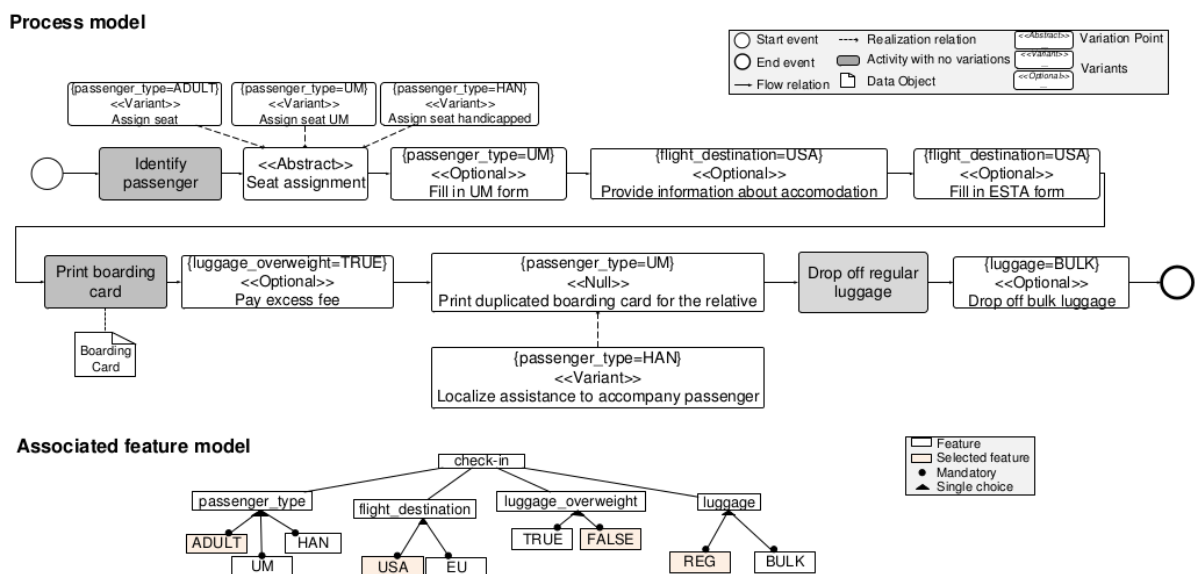 Process model
Start event
Realization relation
<<Abstract>>
...
Variation Point
End event
Activity with no variations
<<Variant>>
...
Variants
Flow relation
Data Object
<<Optional>>
...
{passenger_type=ADULT}
<<Variant>>
Assign seat
{passenger_type=UM}
<<Variant>>
Assign seat UM
{passenger_type=HAN}
<<Variant>>
Assign seat handicapped
Identify
passenger
<<Abstract>>
Seat assignment
{passenger_type=UM}
<<Optional>>
Fill in UM form
{flight_destination=USA}
<<Optional>>
Provide information about accomodation
{flight_destination=USA}
<<Optional>>
Fill in ESTA form
Print boarding
card
{luggage_overweight=TRUE}
<<Optional>>
Pay excess fee
{passenger_type=UM}
<<Null>>
Print duplicated boarding card for the relative
Drop off regular
luggage
{luggage=BULK}
<<Optional>>
Drop off bulk luggage
Boarding
Card
{passenger_type=HAN}
<<Variant>>
Localize assistance to accompany passenger
Associated feature model
Feature
Selected feature
Mandatory
Single choice
check-in
passenger_type
flight_destination
luggage_overweight
luggage
ADULT
UM
HAN
USA
EU
TRUE
FALSE
REG
BULK